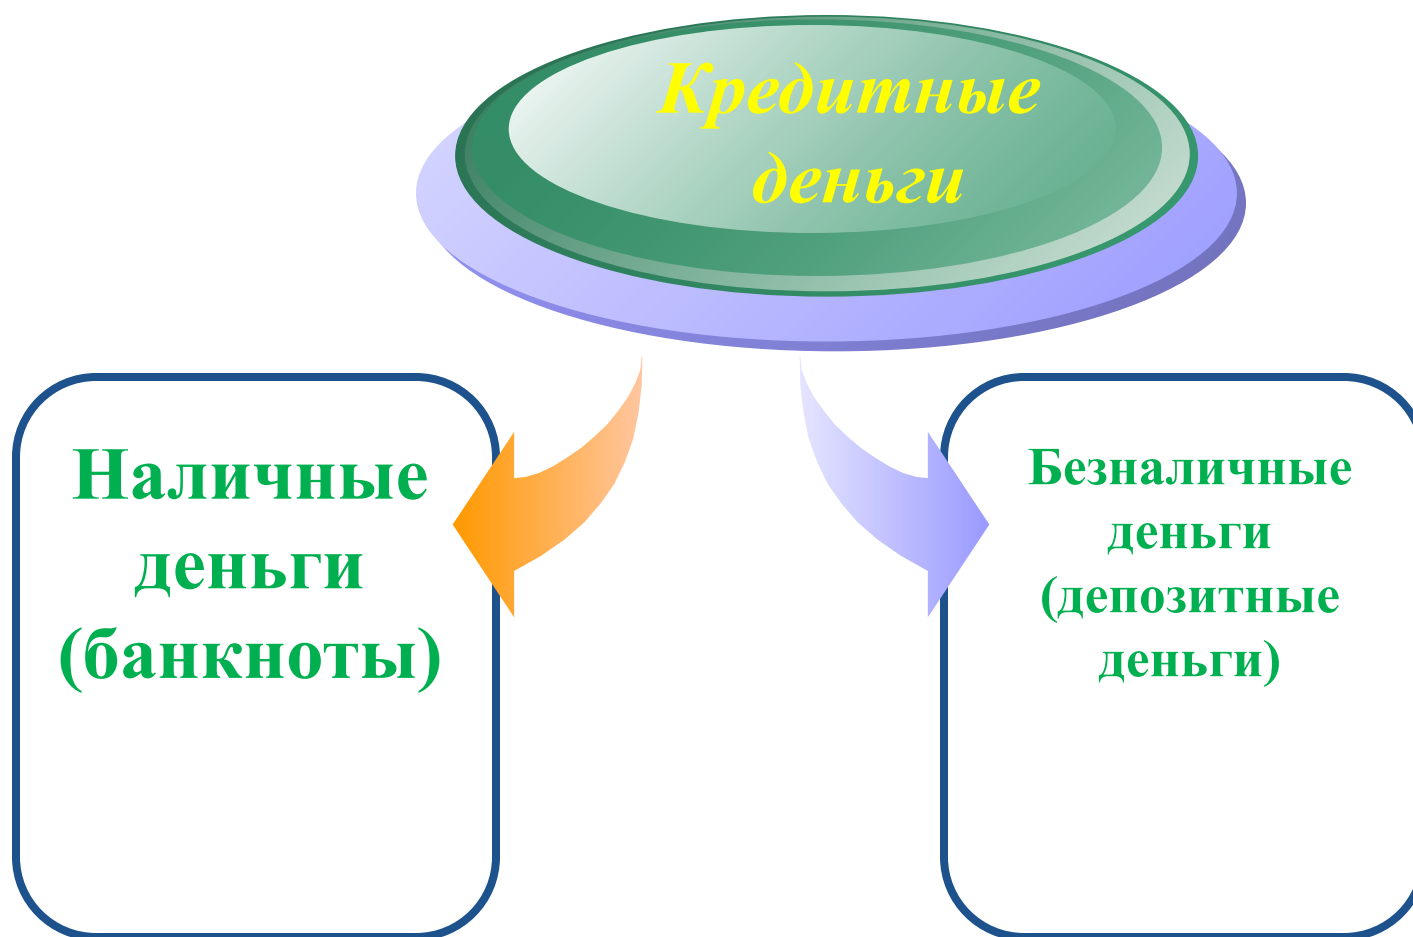 Кредитные
деньги
Наличные
деньги
(банкноты)
Безналичные
деньги
(депозитные
деньги)